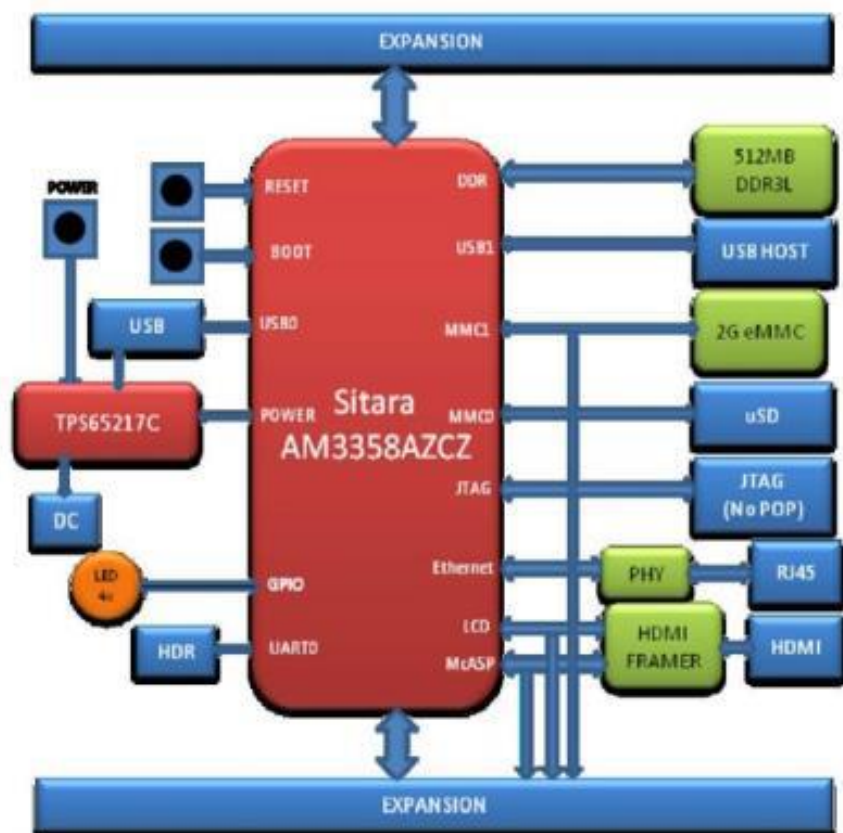 EXPANSION
POWER
RESET
BOOT
USB
USB0
POWER
TPS65217C
DC
LED
4x
GPIO
HDR
UART0
Sitara
AM3358AZCZ
DDR
USB1
MMC1
MMC0
JTAG
Ethernet
LCD
McASP
512MB
DDR3L
USB HOST
2G eMMC
uSD
JTAG
(No POP)
PHY
RJ45
HDMI
FRAMER
HDMI
EXPANSION